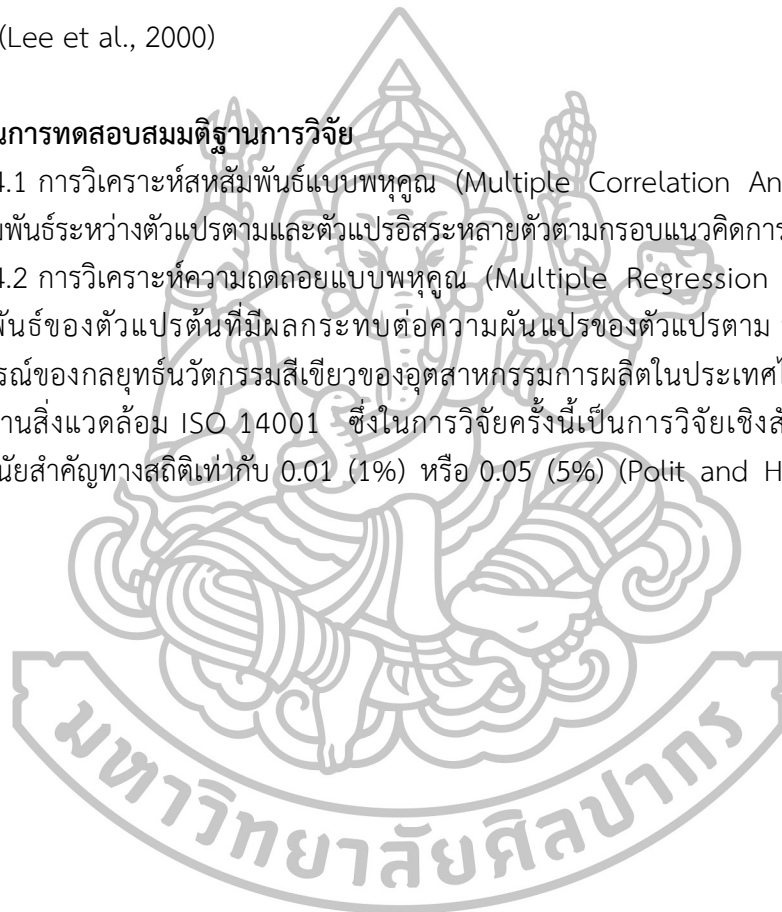 (Lee et al., 2000)
นการทดสอบสมมติฐานการวิจัย
4.1 การวิเคราะห์สหสัมพันธ์แบบพหุคูณ (Multiple Correlation An
พันธ์ระหว่างตัวแปรตามและตัวแปรอิสระหลายตัวตามกรอบแนวคิดการ
4.2 การวิเคราะห์ความถดถอยแบบพหุคูณ (Multiple Regression
พันธ์ของตัวแปรต้นที่มีผลกระทบต่อความผันแปรของตัวแปรตาม
รณ์ของกลยุทธ์นวัตกรรมสีเขียวของอุตสาหกรรมการผลิตในประเทศไ
านสิ่งแวดล้อม ISO 14001 ซึ่งในการวิจัยครั้งนี้เป็นการวิจัยเชิงสั
นัยสำคัญทางสถิติเท่ากับ 0.01 (1%) หรือ 0.05 (5%) (Polit and H
มหาวิทยาลัยศิลปากร